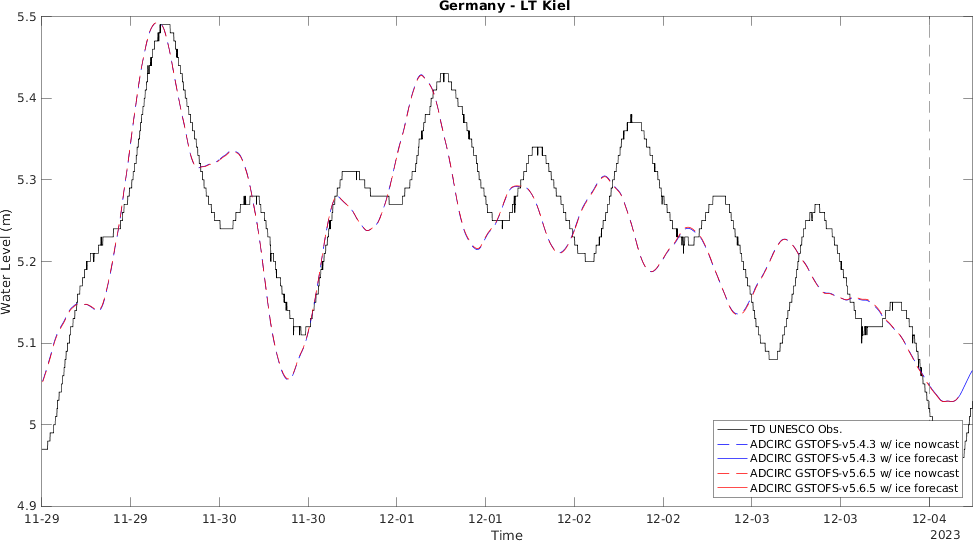 Germany - LT Kiel
Water Level (m)
5.5
5.4
5.3
5.2
5.1
5
4.9
TD UNESCO Obs.
ADCIRC GSTOFS-v5.4.3 w/ ice nowcast
ADCIRC GSTOFS-v5.4.3 w/ ice forecast
ADCIRC GSTOFS-v5.6.5 w/ ice nowcast
ADCIRC GSTOFS-v5.6.5 w/ ice forecast
11-29 11-29 11-30 11-30 12-01 12-01 12-02 12-02 12-03 12-03 12-04
2023
Time